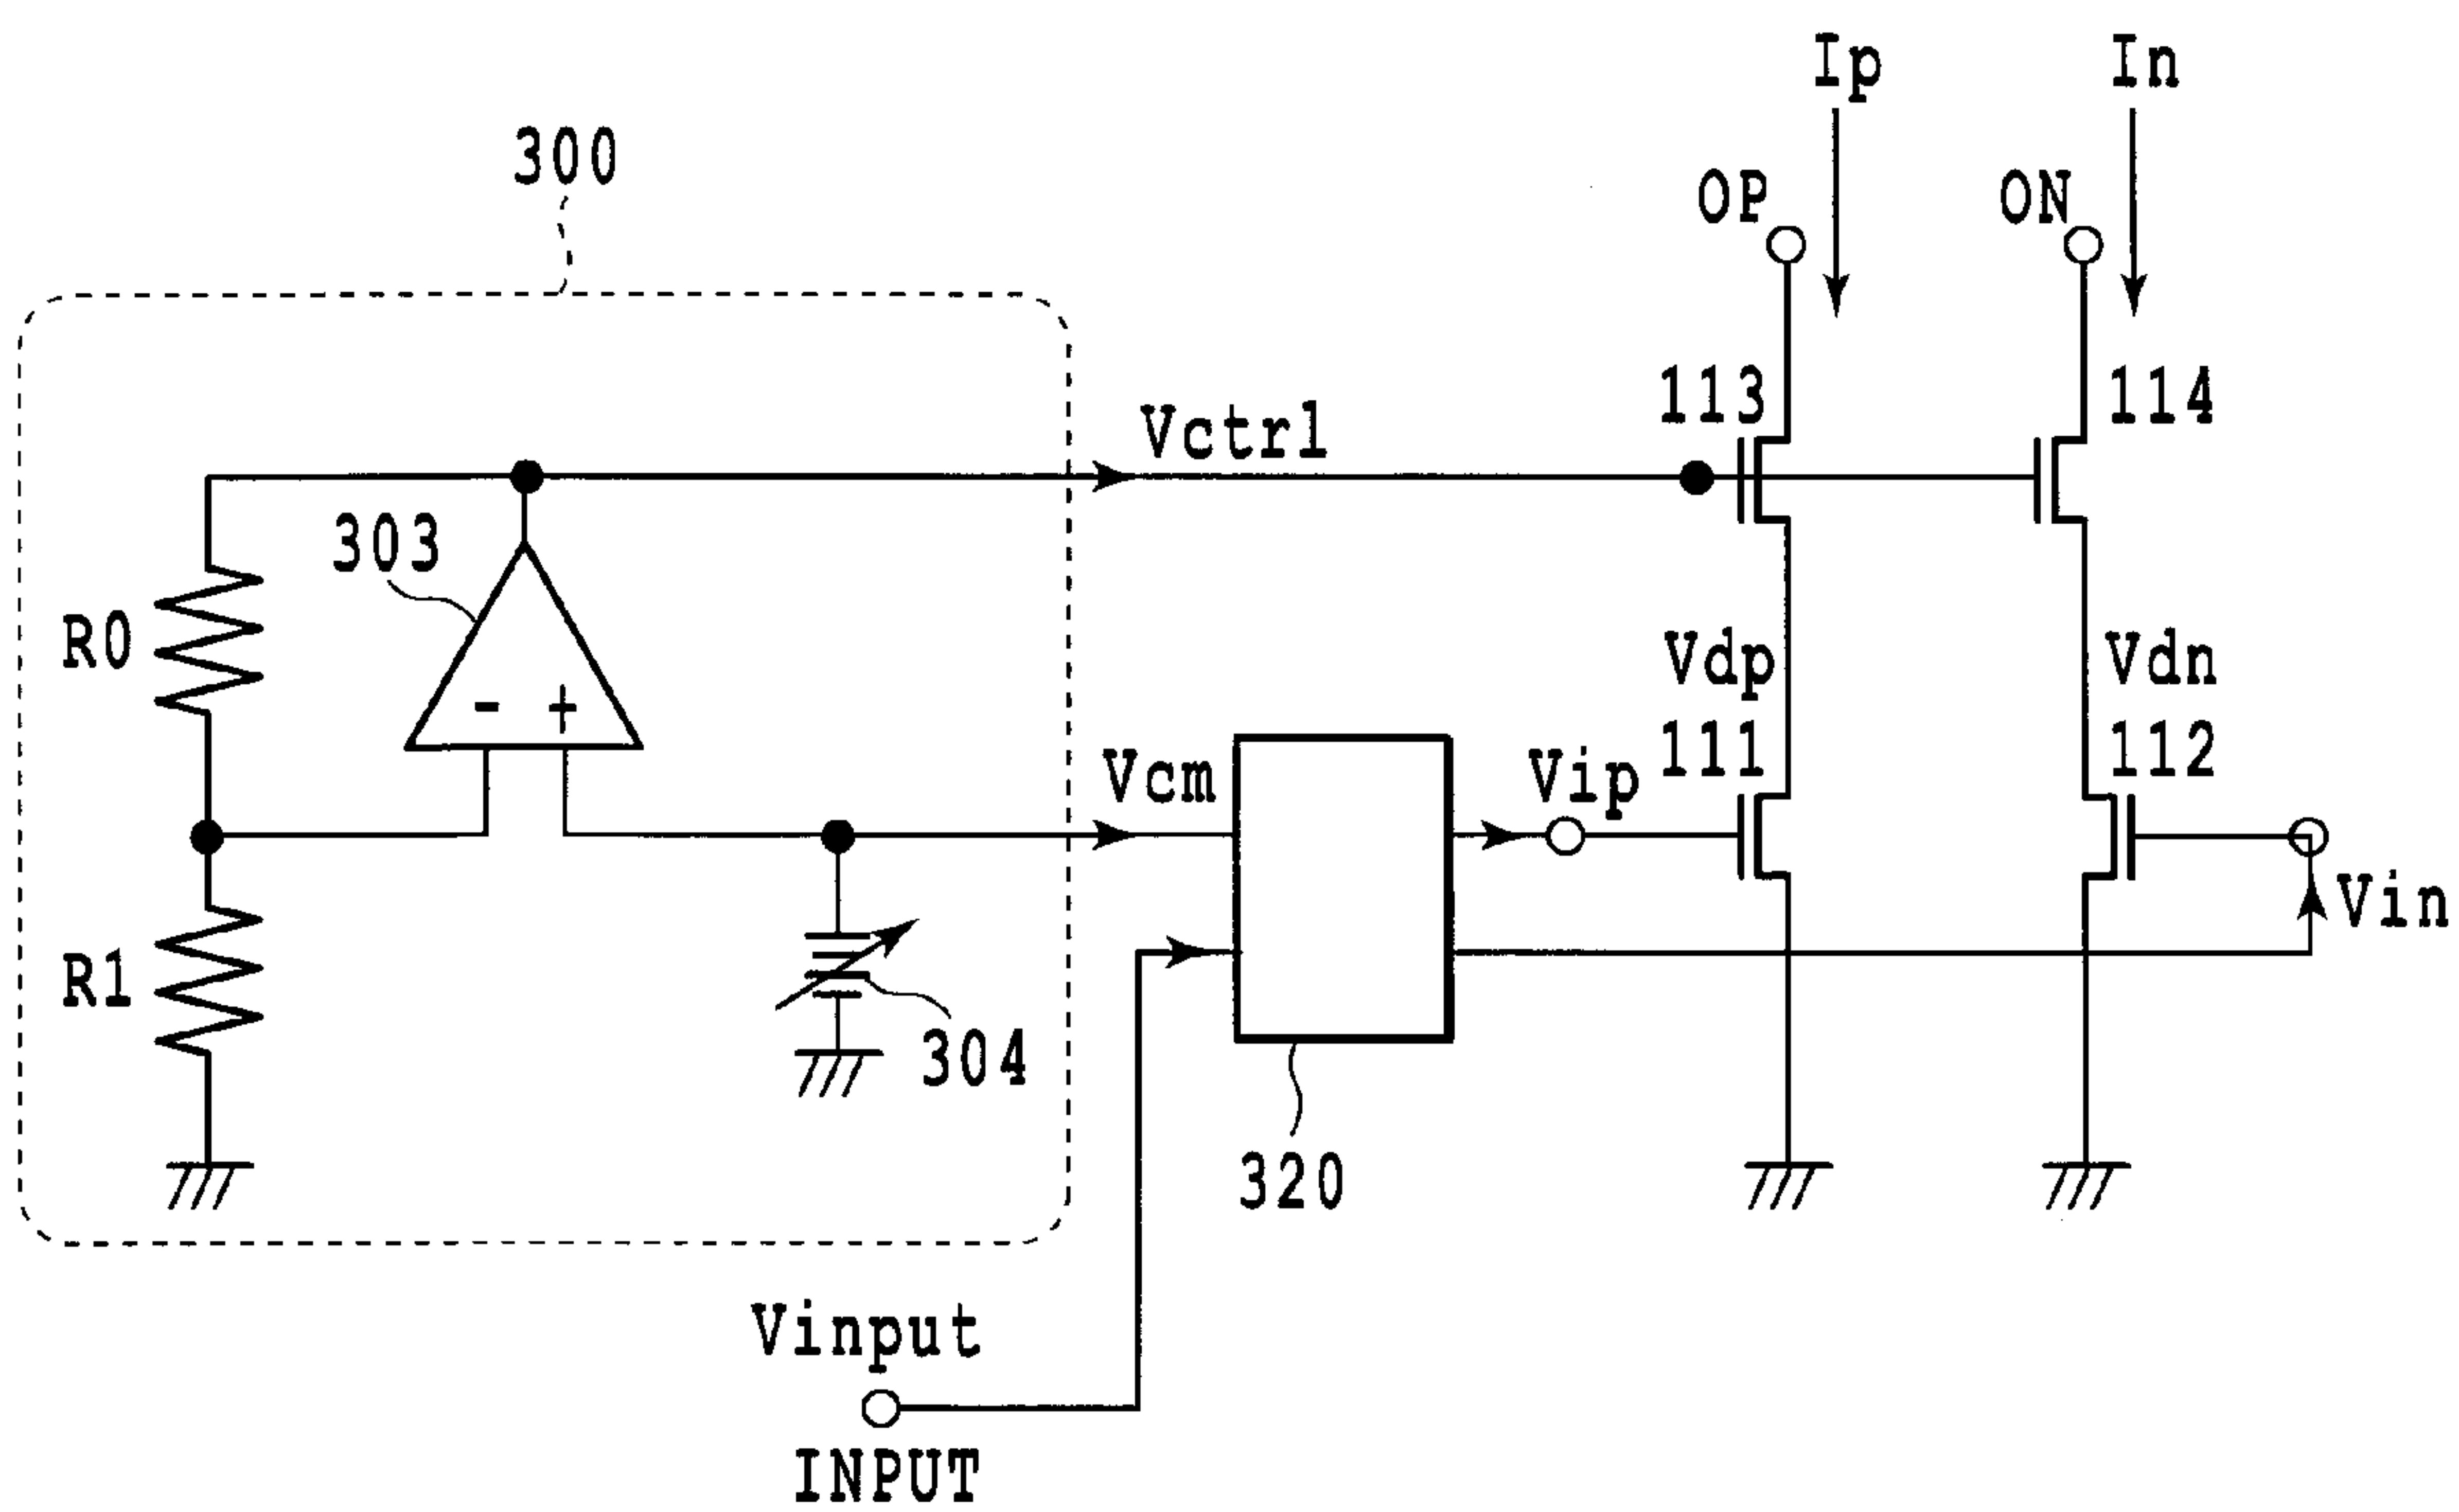 Ip
In
300
OP
ON
113
114
Vctrl
303
R0
Vdp
Vdn
- +
111
112
Vcm
Vip
Vin
R1
304
320
Vinput
INPUT